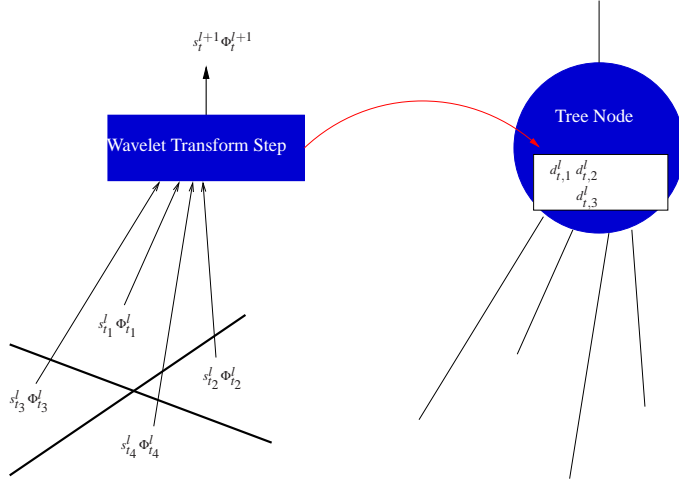 s_t^{l+1} Φ_t^{l+1}
Wavelet Transform Step
Tree Node
d_{t,1}^l d_{t,2}^l
d_{t,3}^l
s_{t_1}^l Φ_{t_1}^l
s_{t_2}^l Φ_{t_2}^l
s_{t_3}^l Φ_{t_3}^l
s_{t_4}^l Φ_{t_4}^l